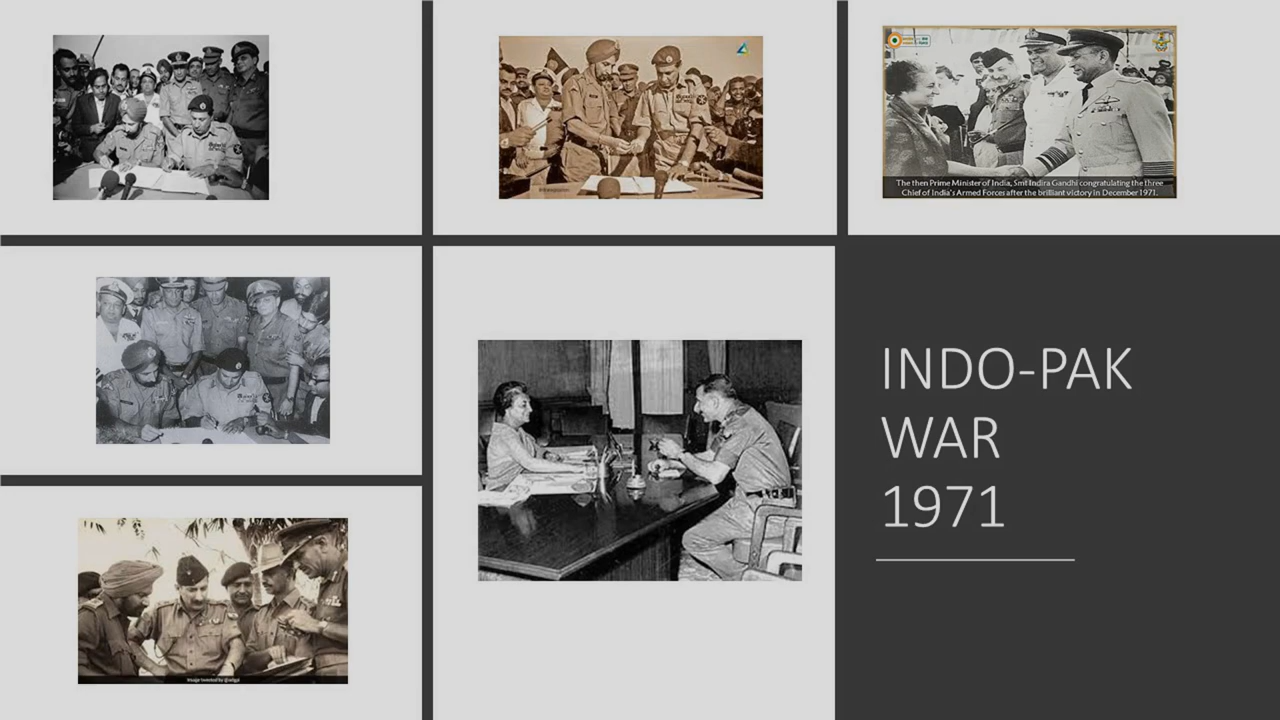 The then Prime Minister of India, Smt Indira Gandhi congratulating the three
Chief of India's Armed Forces after the brilliant victory in December 1971.
INDO-PAK
WAR
1971